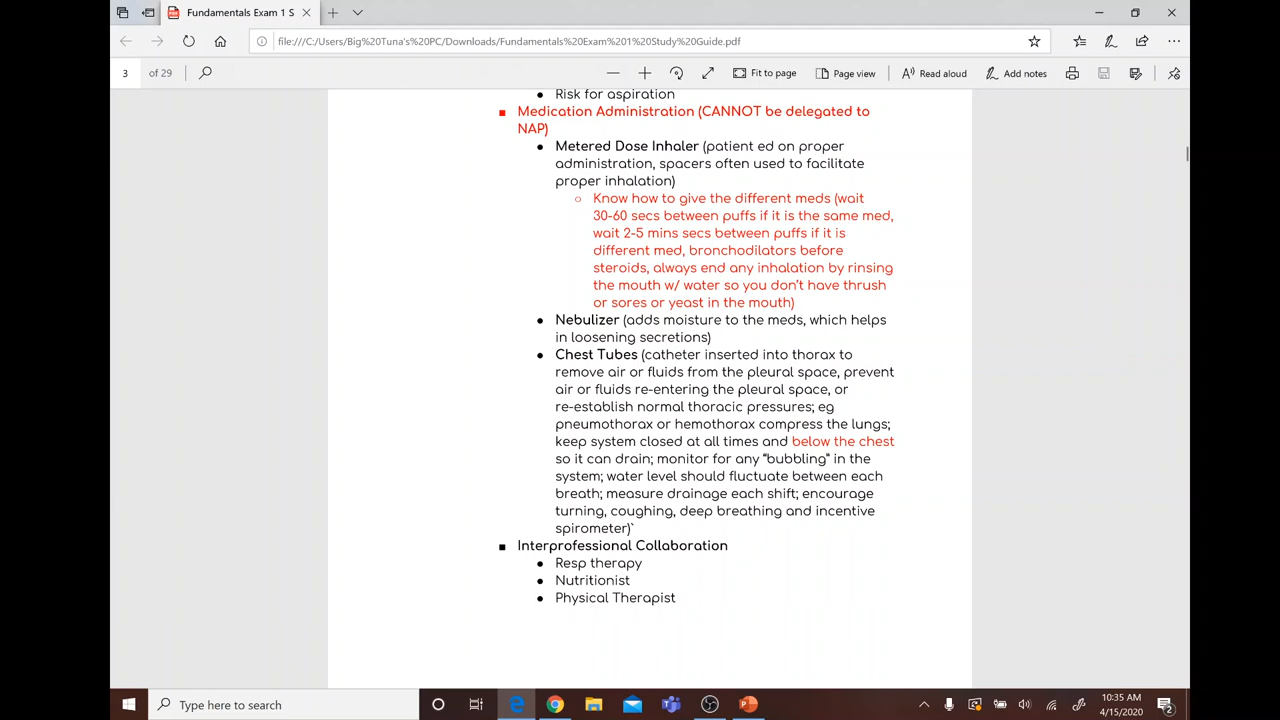 Fundamentals Exam 1 S
file:///C:/Users/Big%20Tuna's%20PC/Downloads/Fundamentals%20Exam%201%20Study%20Guide.pdf
3 of 29 Fit to page Page view Read aloud Add notes
● Risk for aspiration
■ Medication Administration (CANNOT be delegated to
NAP)
● Metered Dose Inhaler (patient ed on proper
administration, spacers often used to facilitate
proper inhalation)
○ Know how to give the different meds (wait
30-60 secs between puffs if it is the same med,
wait 2-5 mins secs between puffs if it is
different med, bronchodilators before
steroids, always end any inhalation by rinsing
the mouth w/ water so you don't have thrush
or sores or yeast in the mouth)
● Nebulizer (adds moisture to the meds, which helps
in loosening secretions)
● Chest Tubes (catheter inserted into thorax to
remove air or fluids from the pleural space, prevent
air or fluids re-entering the pleural space, or
re-establish normal thoracic pressures; eg
pneumothorax or hemothorax compress the lungs;
keep system closed at all times and below the chest
so it can drain; monitor for any “bubbling” in the
system; water level should fluctuate between each
breath; measure drainage each shift; encourage
turning, coughing, deep breathing and incentive
spirometer)`
■ Interprofessional Collaboration
● Resp therapy
● Nutritionist
● Physical Therapist
Type here to search
10:35 AM
4/15/2020
2